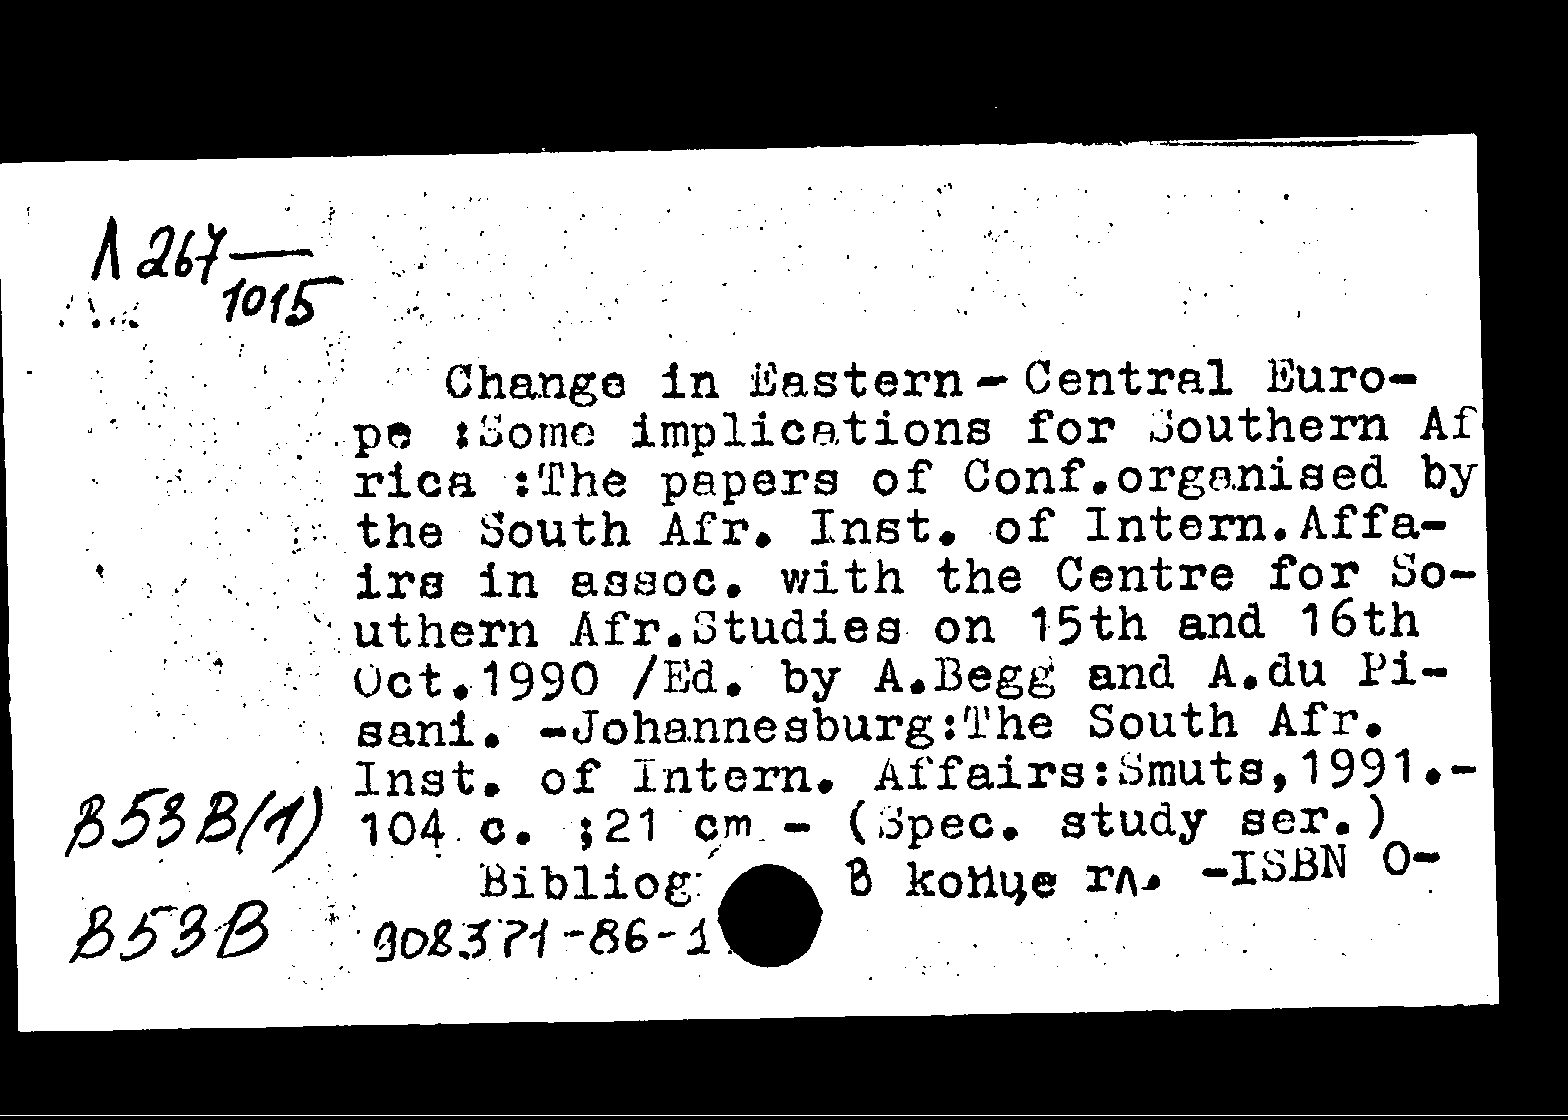 Л 267
1015
Change in Eastern - Central Euro-
pe :Some implications for Southern Af
rica :The papers of Conf.organised by
the South Afr. Inst. of Intern.Affa-
irs in assoc. with the Centre for So-
uthern Afr.Studies on 15th and 16th
Oct.1990 /Ed. by A.Begg and A.du Pi-
sani. -Johannesburg:The South Afr.
Inst. of Intern. Affairs:Smuts,1991.-
104 c. ;21 cm - (Spec. study ser.)
Bibliog в конце гл. -ISBN 0-
908371-86-1
В53В(1)
В53В